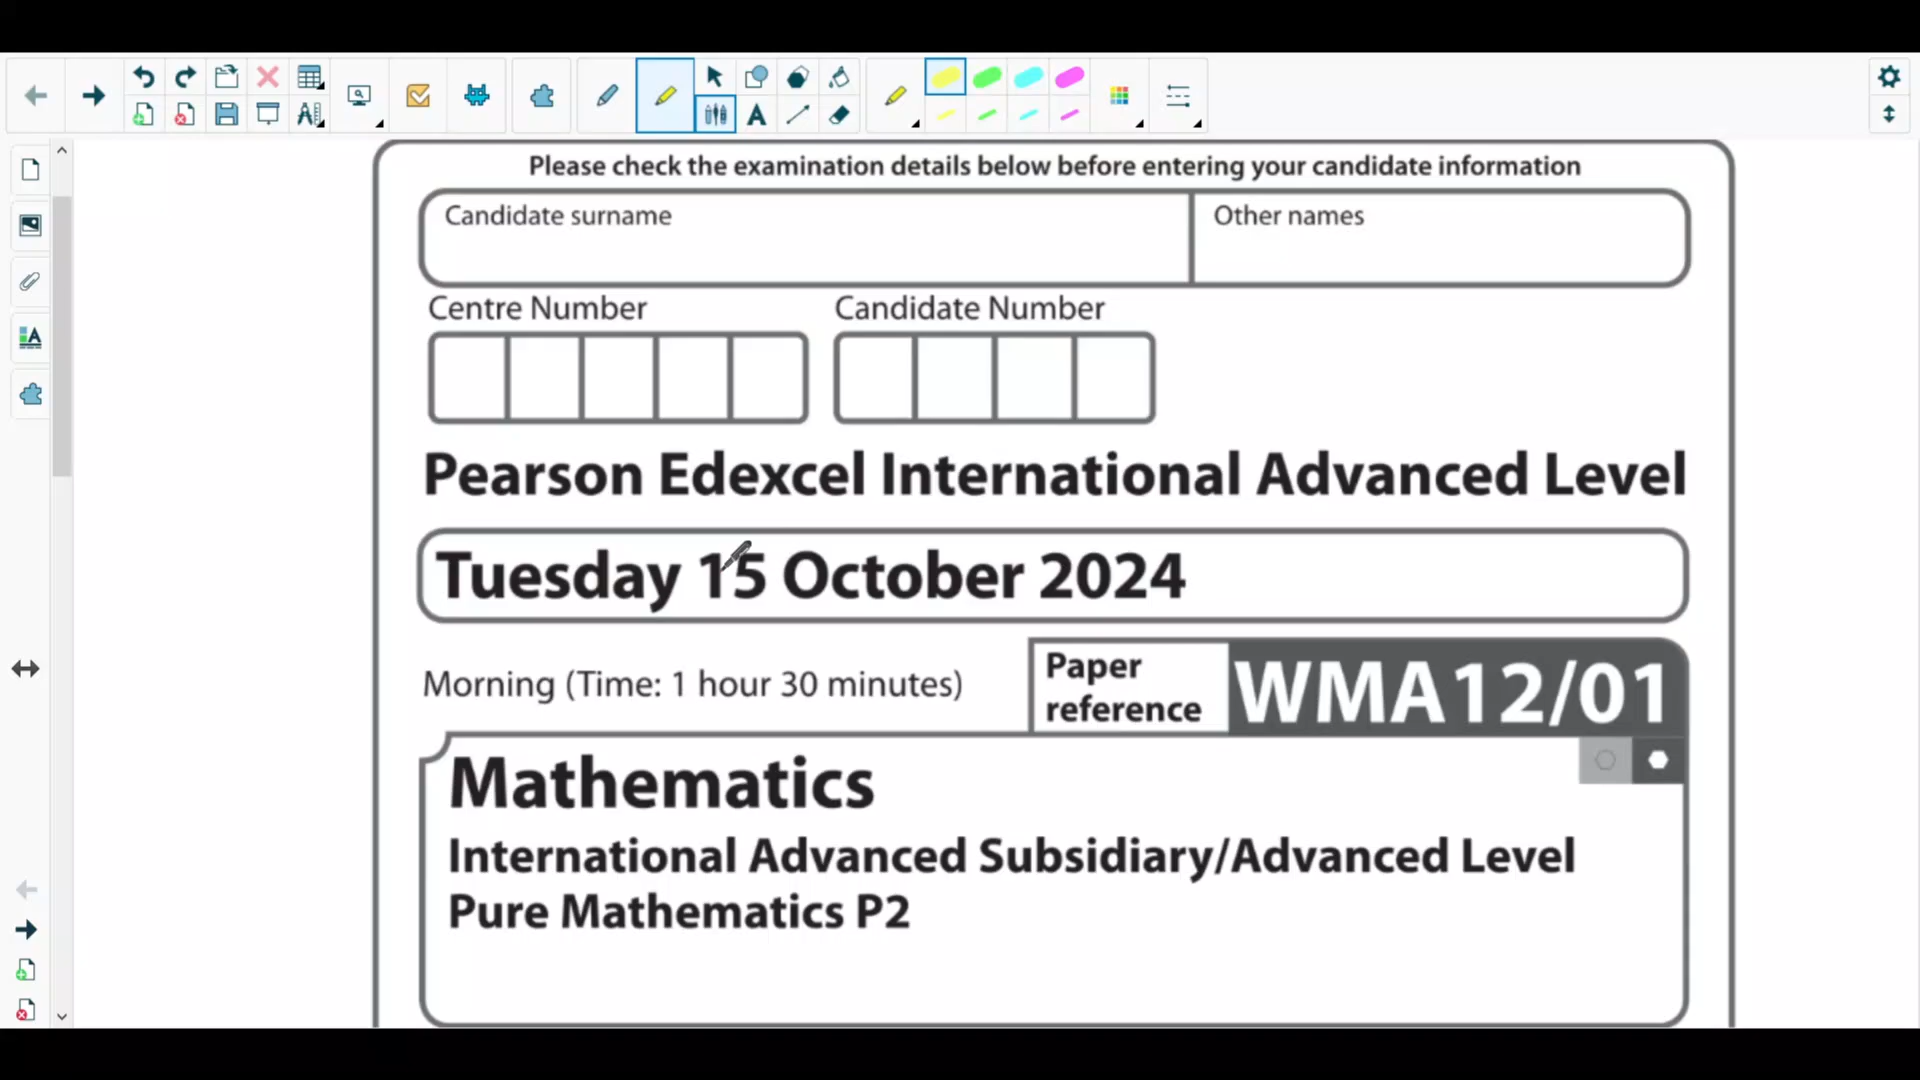 Please check the examination details below before entering your candidate information
Candidate surname
Other names
Centre Number
Candidate Number
Pearson Edexcel International Advanced Level
Tuesday 15 October 2024
Morning (Time: 1 hour 30 minutes)
Paper
reference
WMA12/01
Mathematics
International Advanced Subsidiary/Advanced Level
Pure Mathematics P2